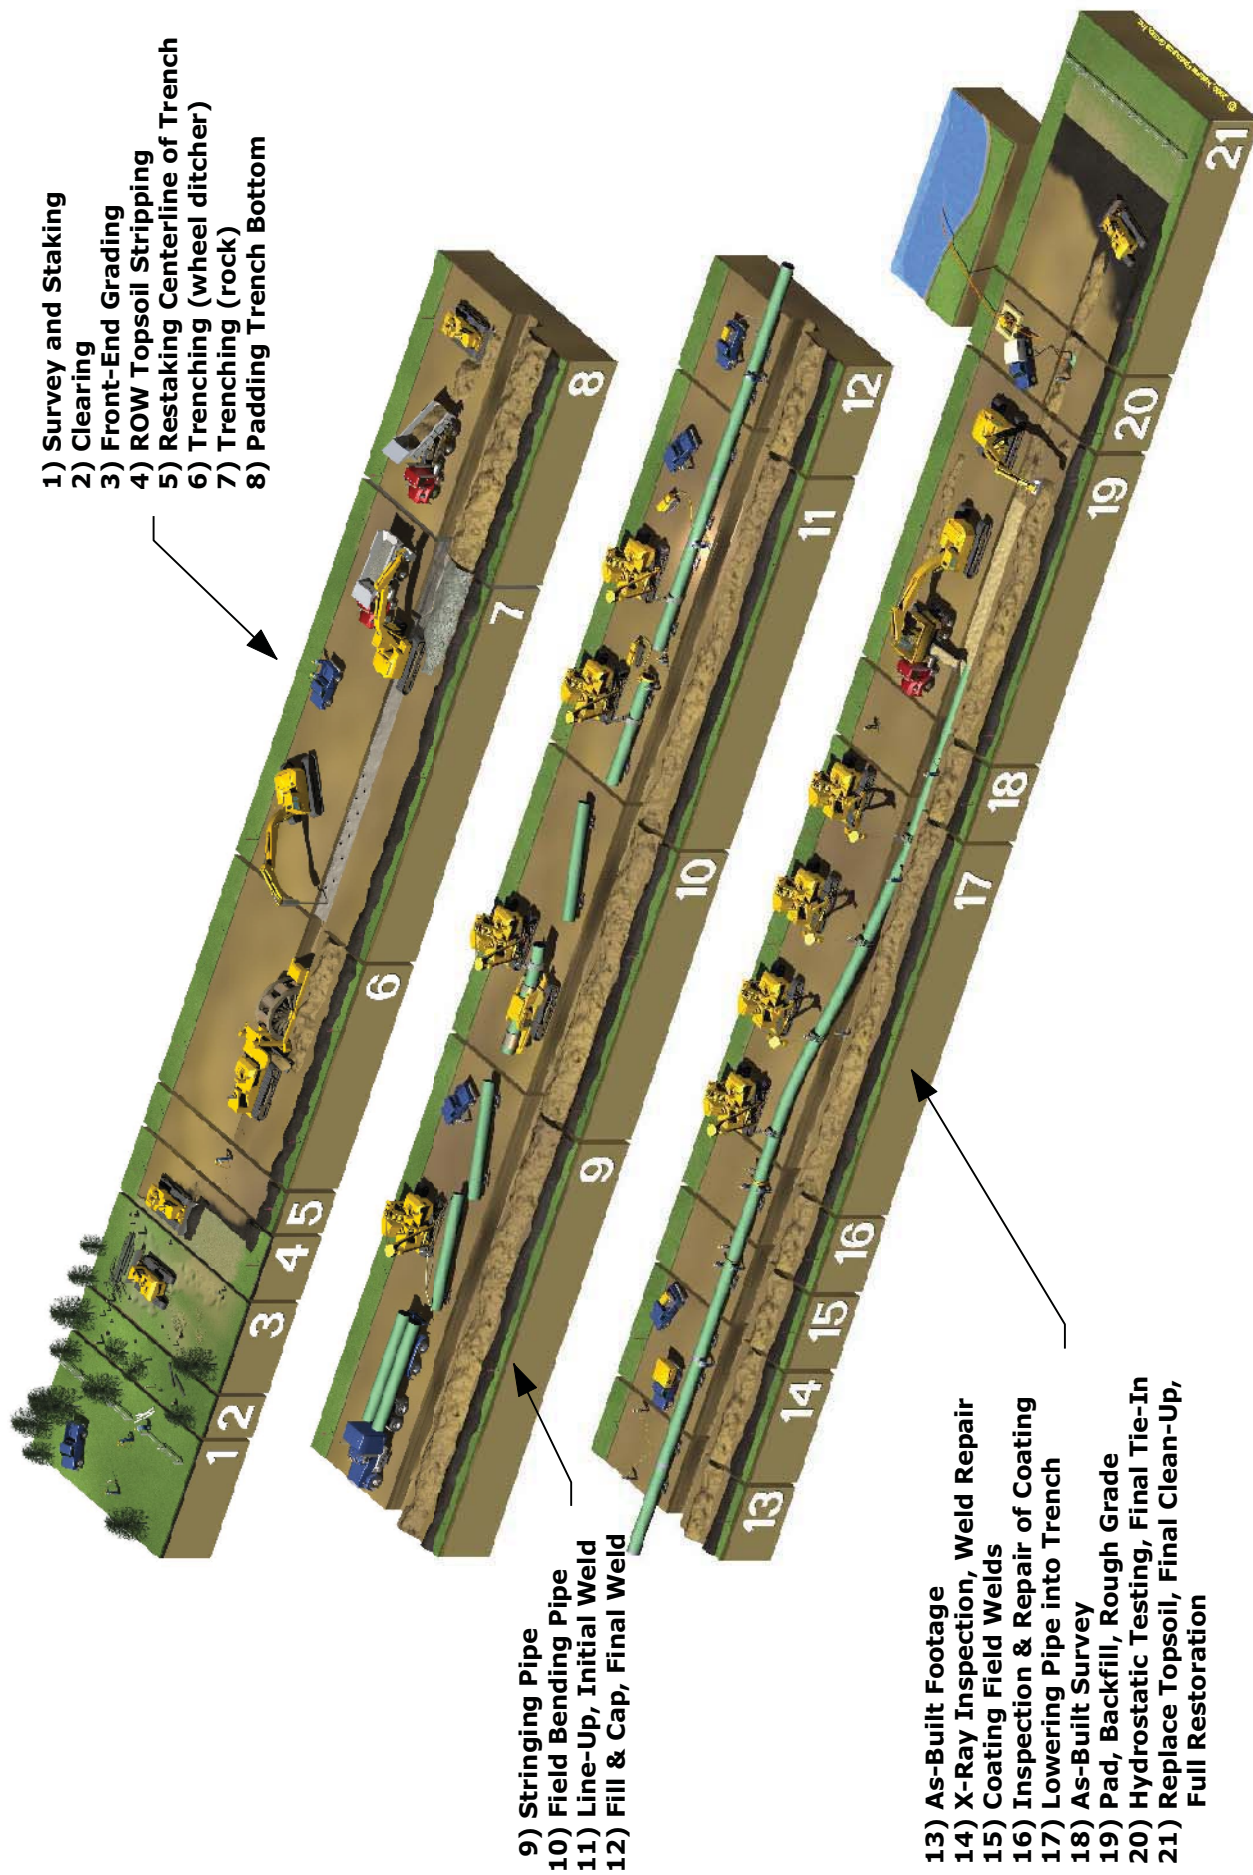 1) Survey and Staking
2) Clearing
3) Front-End Grading
4) ROW Topsoil Stripping
5) Restaking Centerline of Trench
6) Trenching (wheel ditcher)
7) Trenching (rock)
8) Padding Trench Bottom
1
2
3
4
5
6
7
8
9) Stringing Pipe
10) Field Bending Pipe
11) Line-Up, Initial Weld
12) Fill & Cap, Final Weld
9
10
11
12
13) As-Built Footage
14) X-Ray Inspection, Weld Repair
15) Coating Field Welds
16) Inspection & Repair of Coating
17) Lowering Pipe into Trench
18) As-Built Survey
19) Pad, Backfill, Rough Grade
20) Hydrostatic Testing, Final Tie-In
21) Replace Topsoil, Final Clean-Up,
Full Restoration
13
14
15
16
17
18
19
20
21